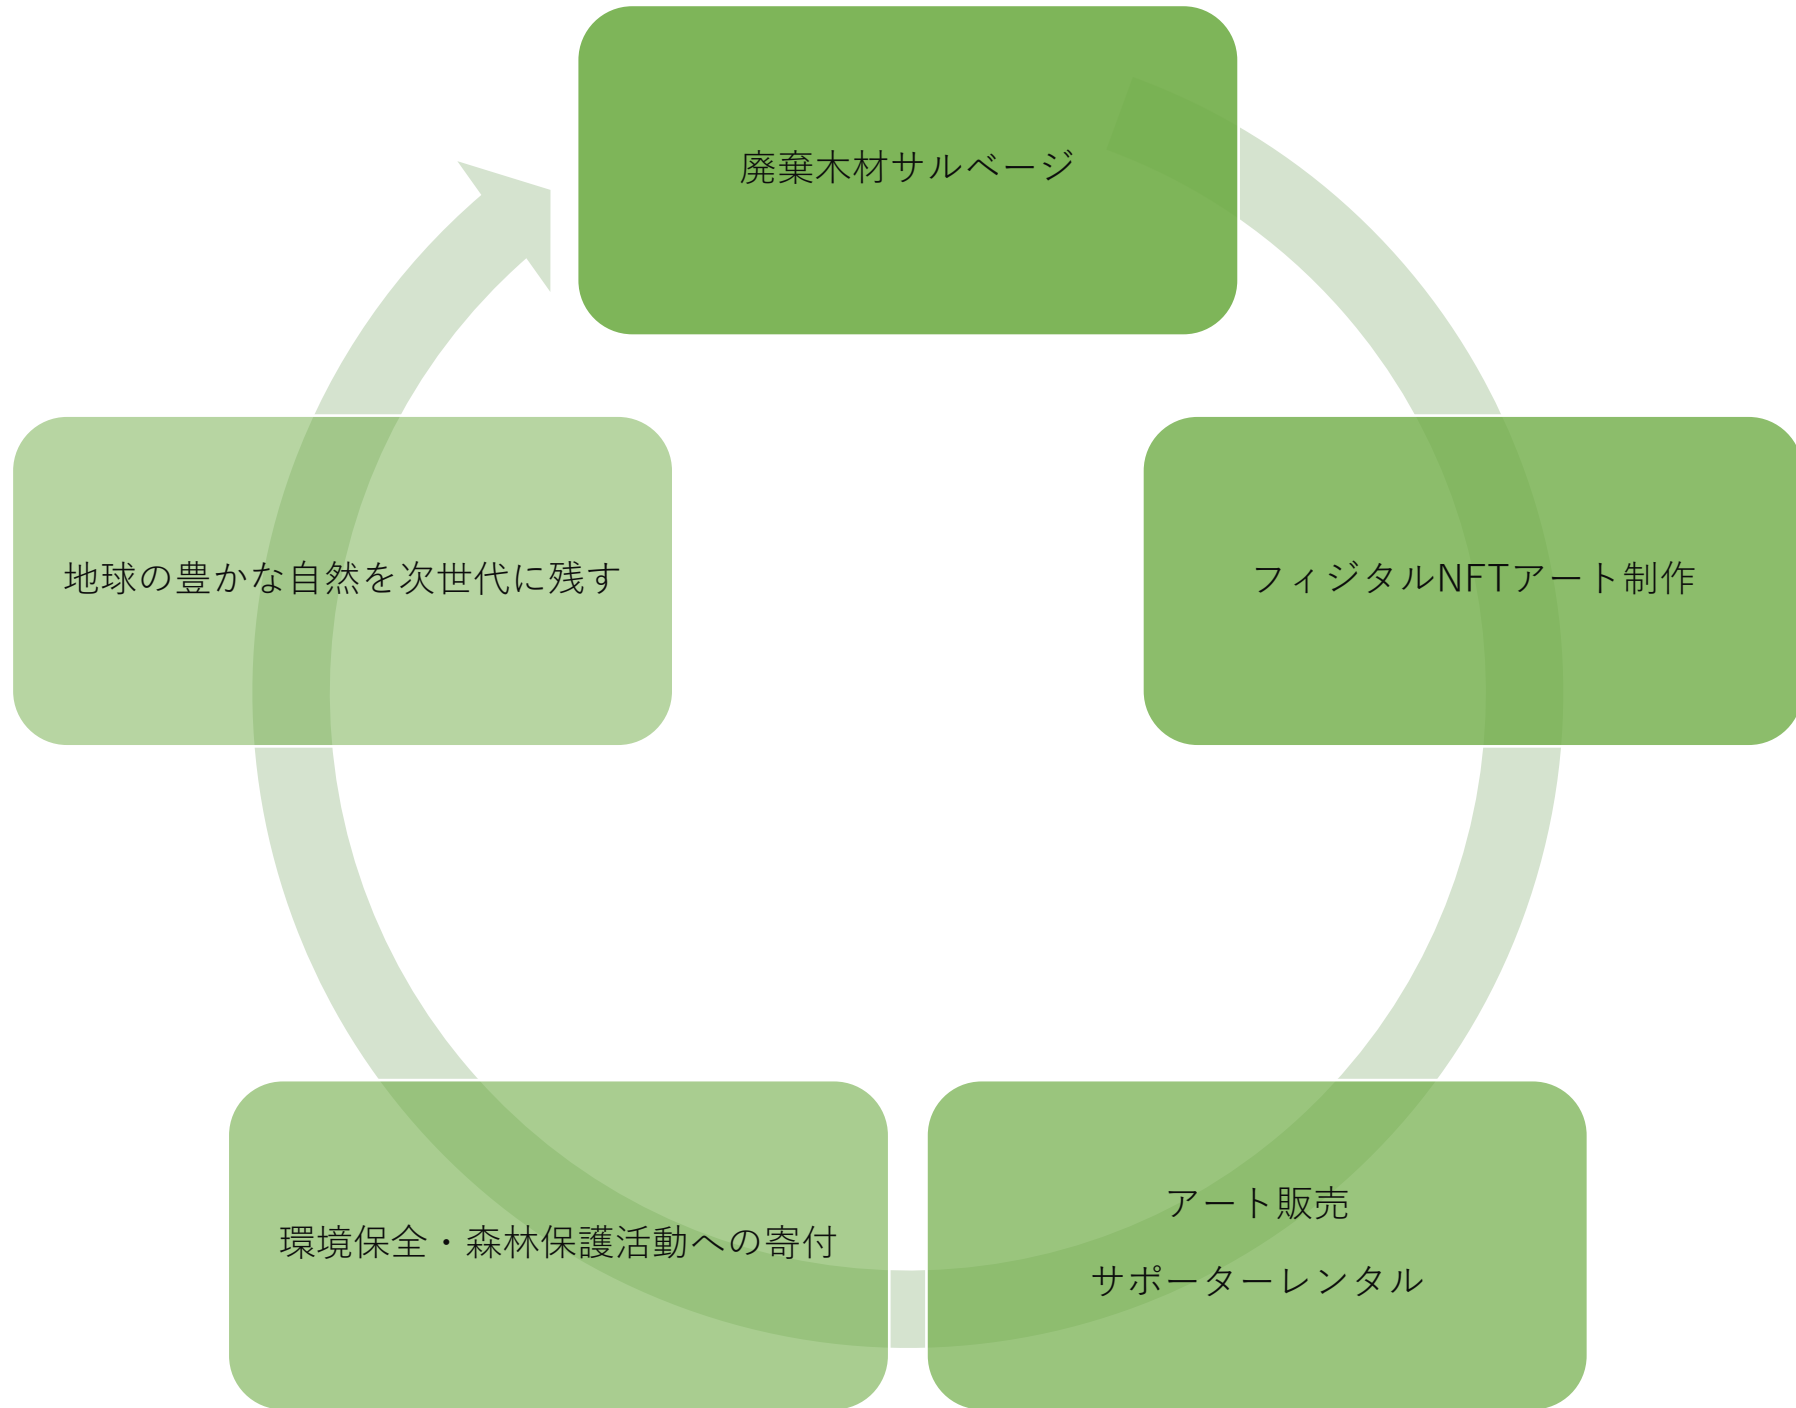 廃棄木材サルベージ
フィジタルNFTアート制作
アート販売
サポーターレンタル
環境保全・森林保護活動への寄付
地球の豊かな自然を次世代に残す